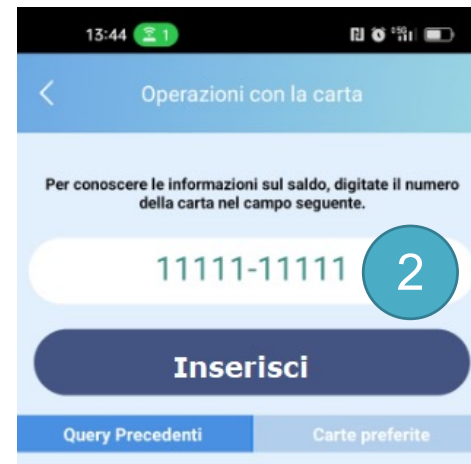 13:44 1
Operazioni con la carta
Per conoscere le informazioni sul saldo, digitate il numero
della carta nel campo seguente.
11111-11111
2
Inserisci
Query Precedenti Carte preferite